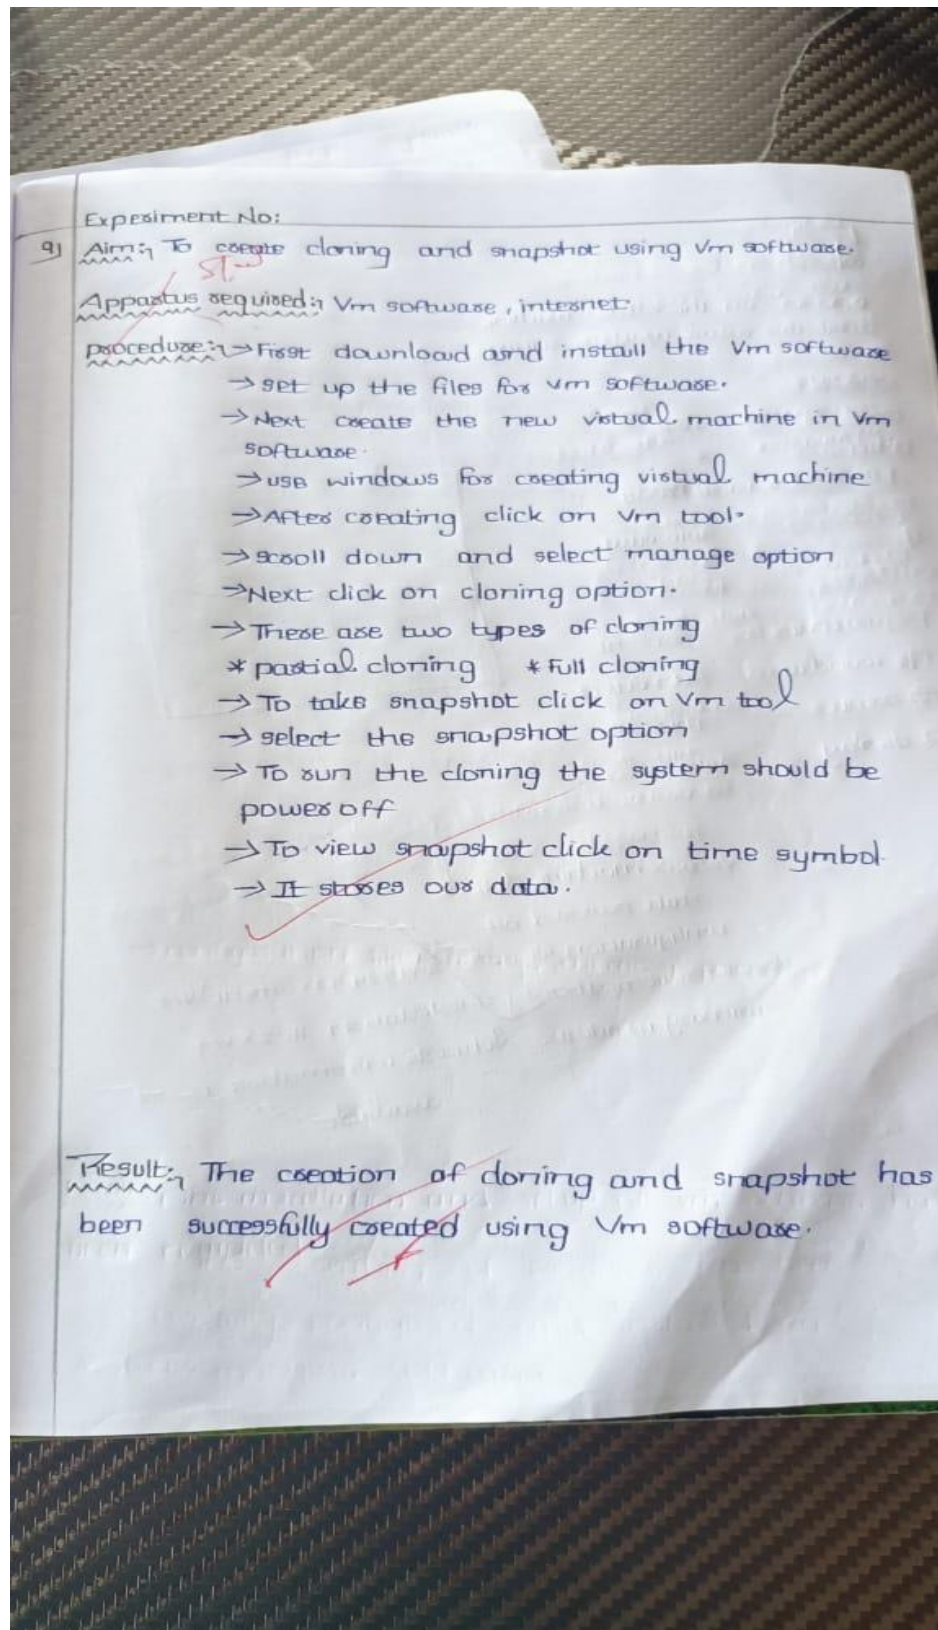 Experiment No:
9) Aim:- To create cloning and snapshot using Vm software.
Appartus required:- Vm software, internet.
procedure:- → First download and install the Vm software
→ set up the files for vm software.
→ Next create the new virtual machine in Vm
software.
→ use windows for creating virtual machine
→ After creating click on Vm tool.
→ scroll down and select manage option
→ Next click on cloning option.
→ There are two types of cloning
* partial cloning * Full cloning
→ To take snapshot click on Vm tool
→ select the snapshot option
→ To run the cloning the system should be
power off
→ To view snapshot click on time symbol.
→ It stores our data.
Result:- The creation of cloning and snapshot has
been successfully created using Vm software.